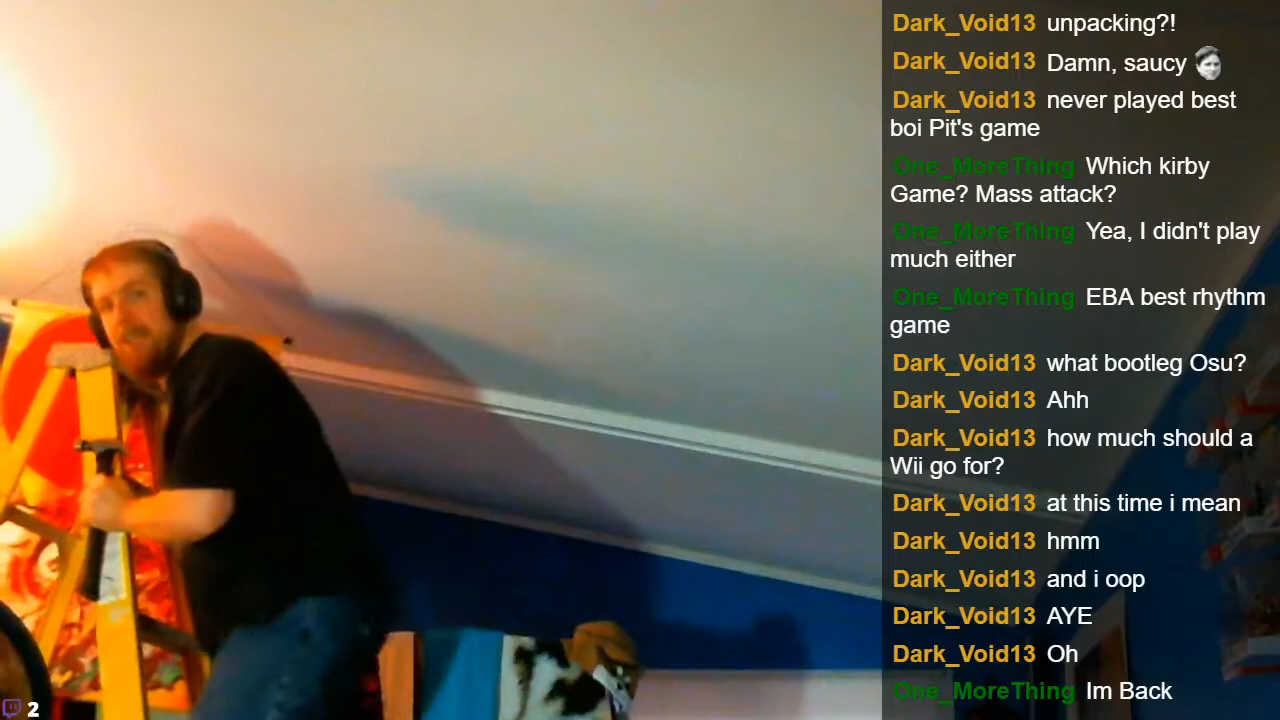 Dark_Void13 unpacking?!
Dark_Void13 Damn, saucy
Dark_Void13 never played best
boi Pit's game
One_MoreThing Which kirby
Game? Mass attack?
One_MoreThing Yea, I didn't play
much either
One_MoreThing EBA best rhythm
game
Dark_Void13 what bootleg Osu?
Dark_Void13 Ahh
Dark_Void13 how much should a
Wii go for?
Dark_Void13 at this time i mean
Dark_Void13 hmm
Dark_Void13 and i oop
Dark_Void13 AYE
Dark_Void13 Oh
One_MoreThing Im Back
2